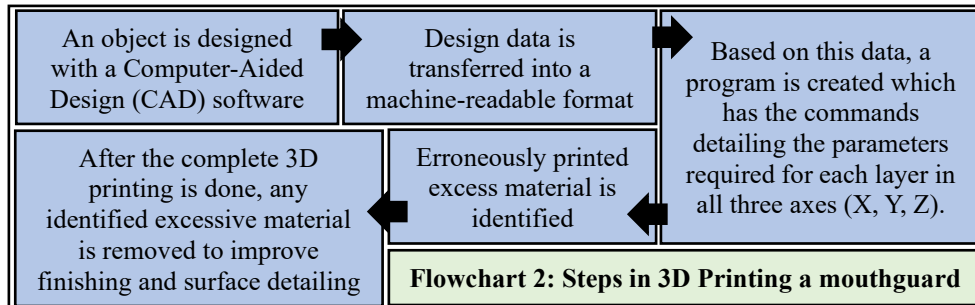 An object is designed
with a Computer-Aided
Design (CAD) software
Design data is
transferred into a
machine-readable format
Based on this data, a
program is created which
has the commands
detailing the parameters
required for each layer in
all three axes (X, Y, Z).
Erroneously printed
excess material is
identified
After the complete 3D
printing is done, any
identified excessive material
is removed to improve
finishing and surface detailing
Flowchart 2: Steps in 3D Printing a mouthguard